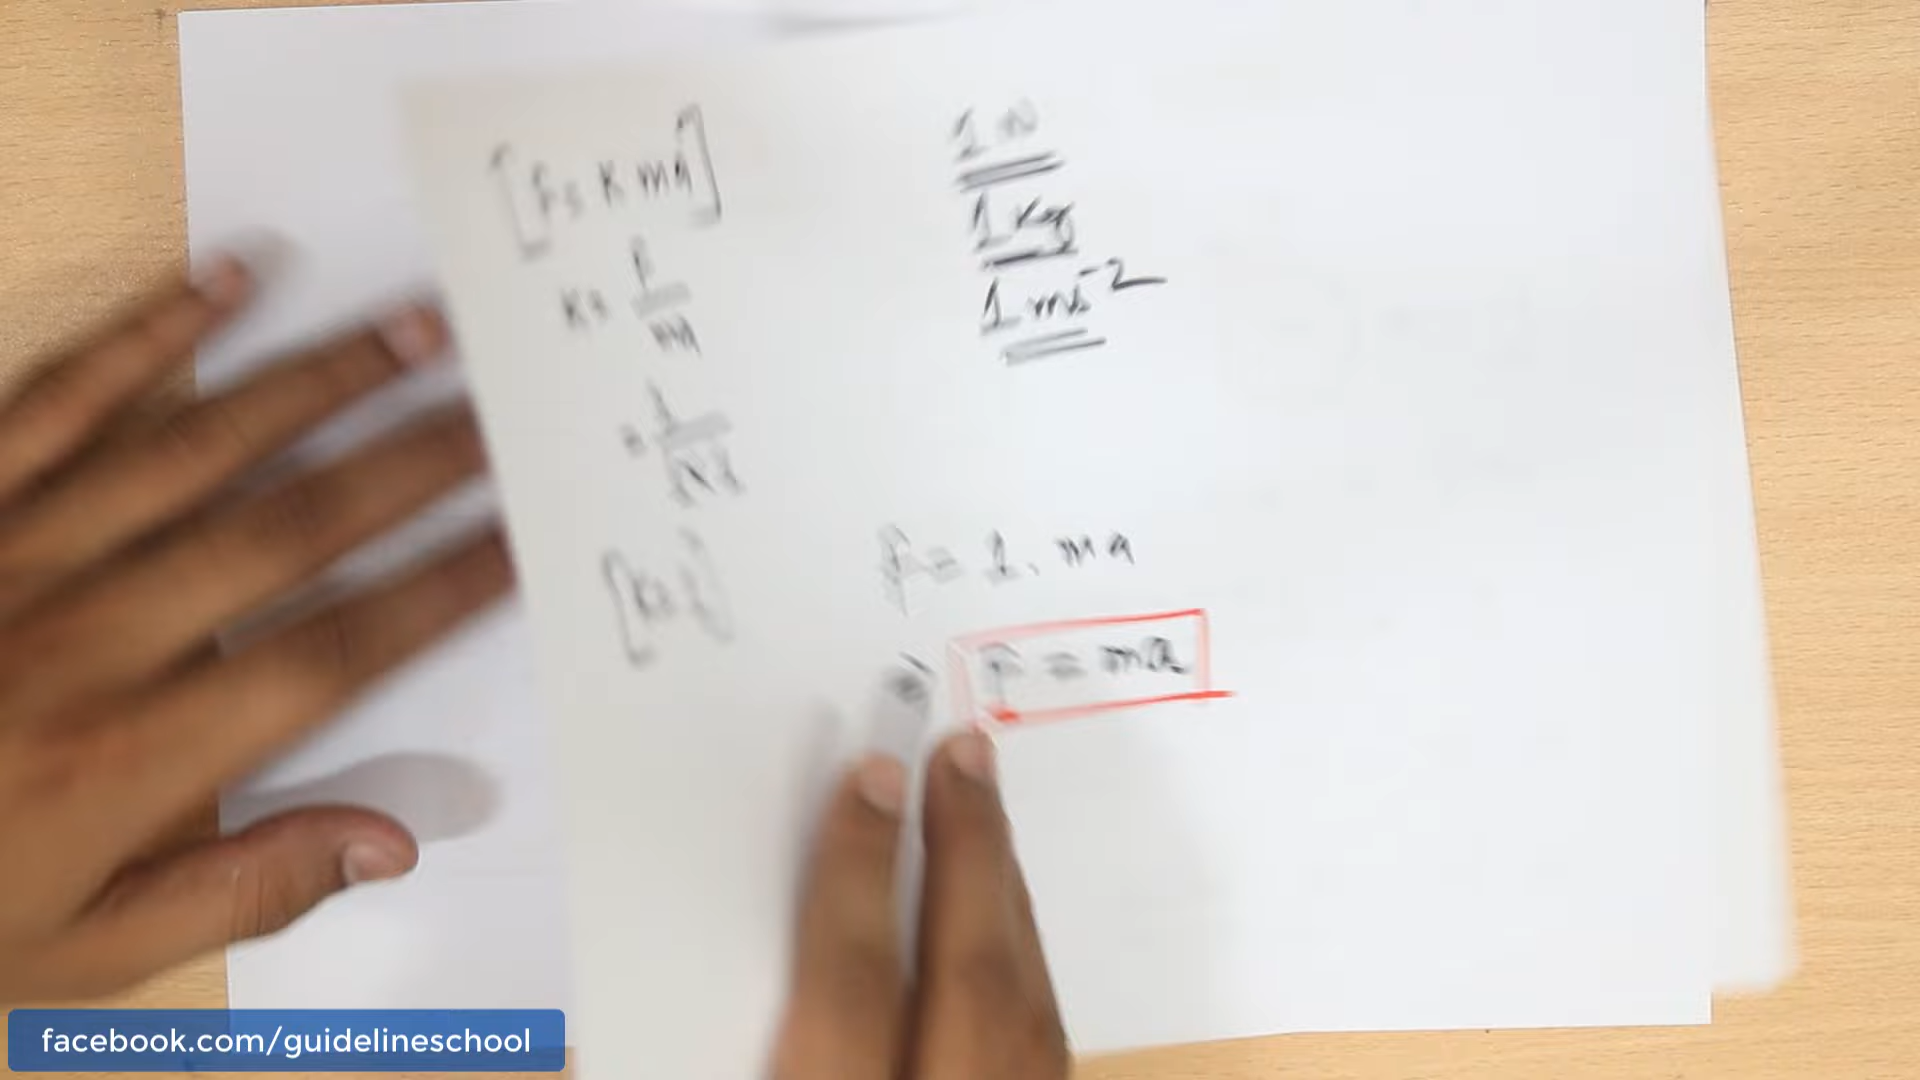 [F = K ma]
K = F / ma
= 1 / 1×1
[K = 1]
1 N
1 Kg
1 ms⁻²
F = 1. ma
F = ma
facebook.com/guidelineschool